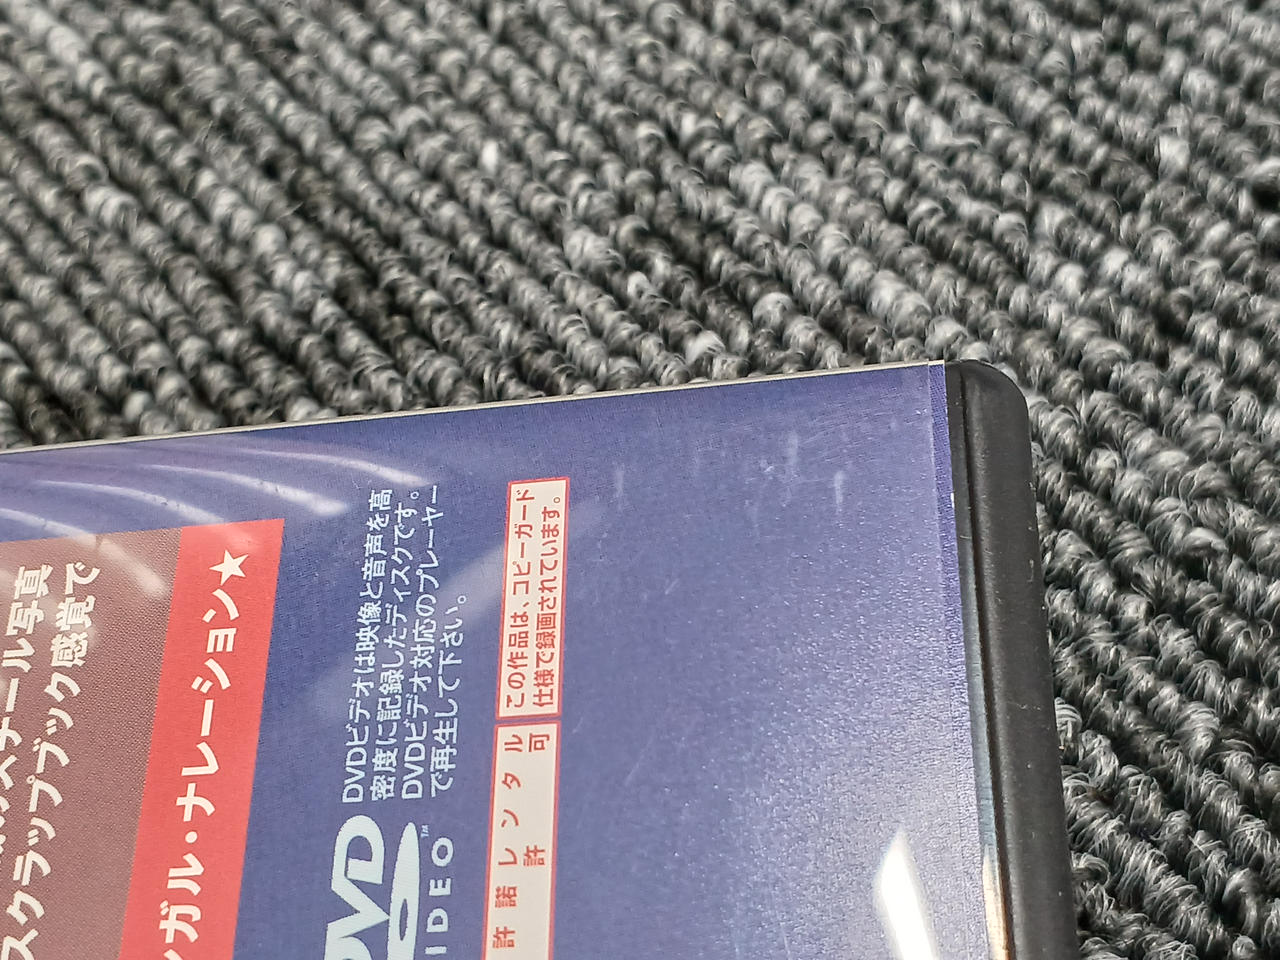 スナール写真
スクラップブック感覚で
ンガル・ナレーション★
DVDビデオは映像と音声を高
密度に記録したディスクです。
DVDビデオ対応のプレーヤー
で再生して下さい。
DVD
VIDEO™
この作品は、コピーガード
仕様で録画されています。
許諾レンタル
許可